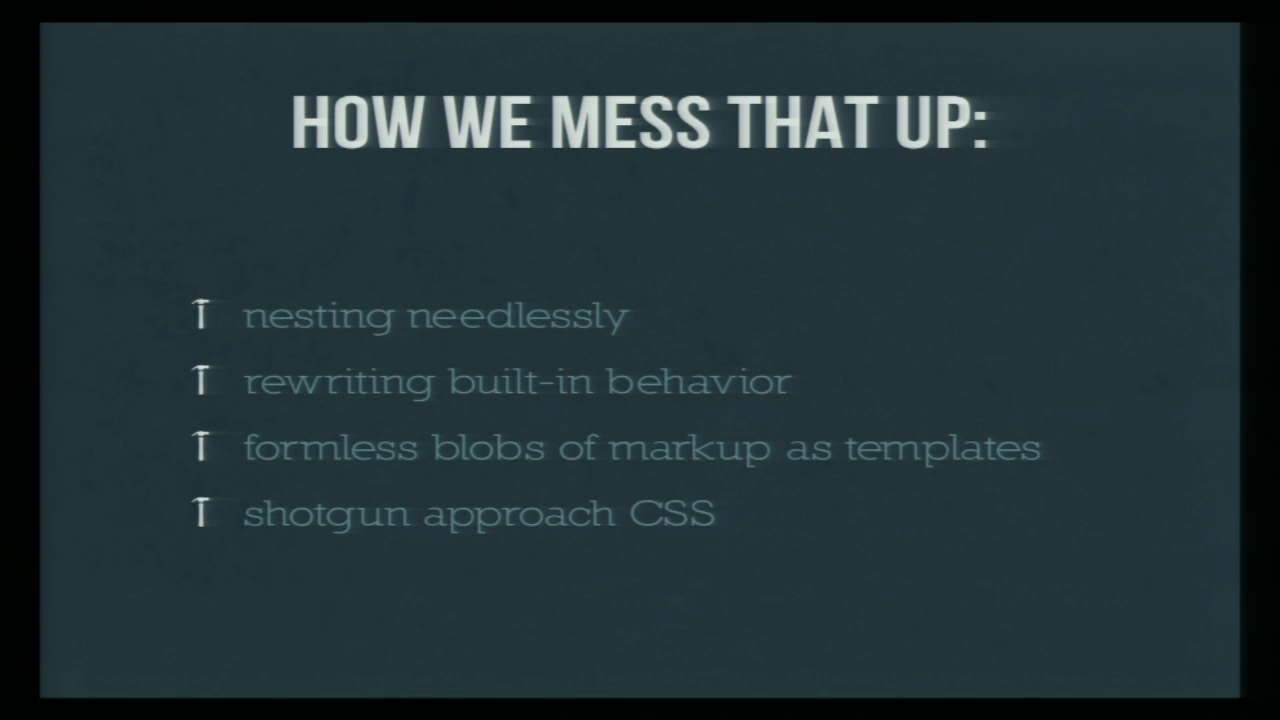 HOW WE MESS THAT UP:
nesting needlessly
rewriting built-in behavior
formless blobs of markup as templates
shotgun approach CSS